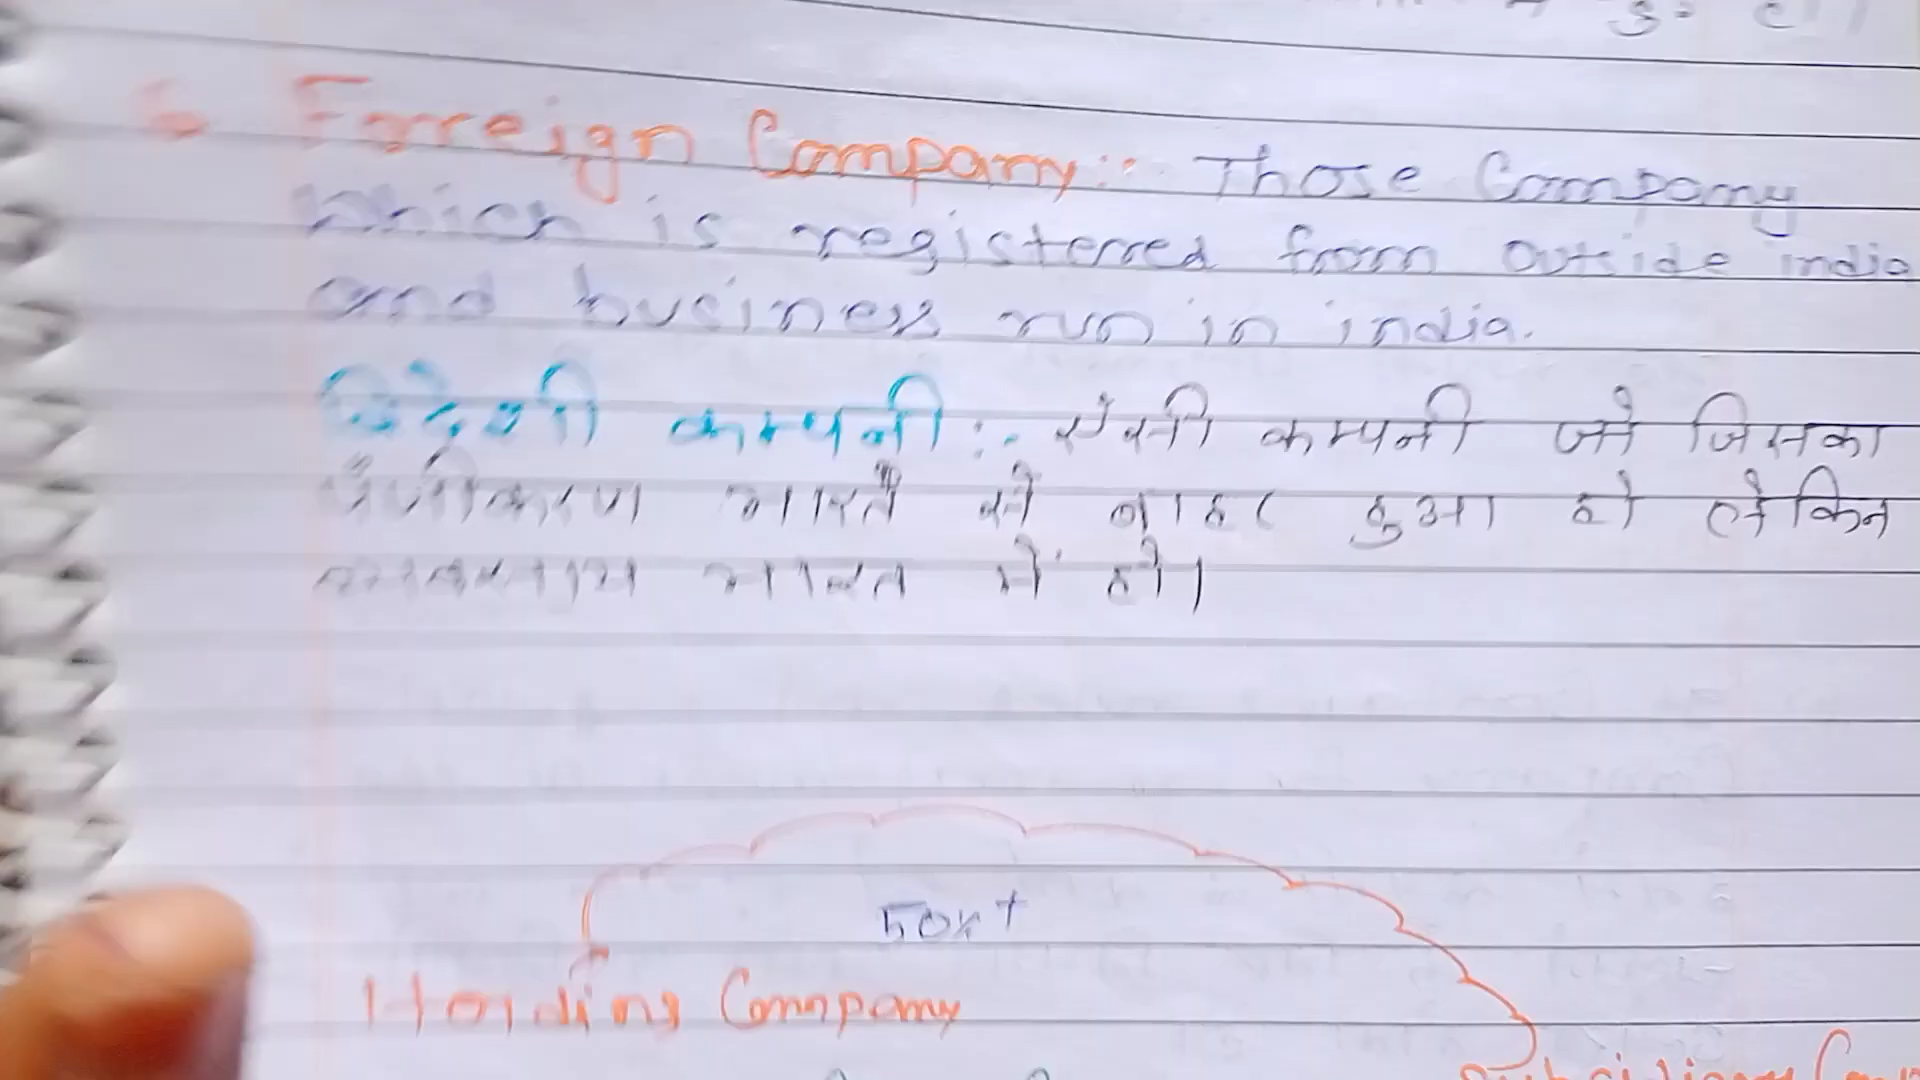 Foreign Company:- Those Company
which is registered from outside india
and business run in india.
विदेशी कम्पनी:- ऐसी कम्पनी जो जिसका
पंजीकरण भारत से बाहर हुआ हो लेकिन
व्यवसाय भारत में हो।
50%+
Holding Company
Subsidiary